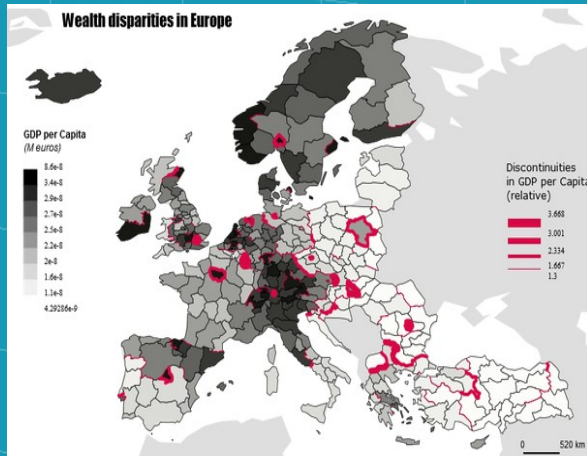 Wealth disparities in Europe
GDP per Capita
(M euros)
8.6e-8
3.4e-8
2.9e-8
2.7e-8
2.5e-8
2.2e-8
2e-8
1.6e-8
1.1e-8
4.29286e-9
Discontinuities
in GDP per Capita
(relative)
3.668
3.001
2.334
1.667
1.3
0 520 km